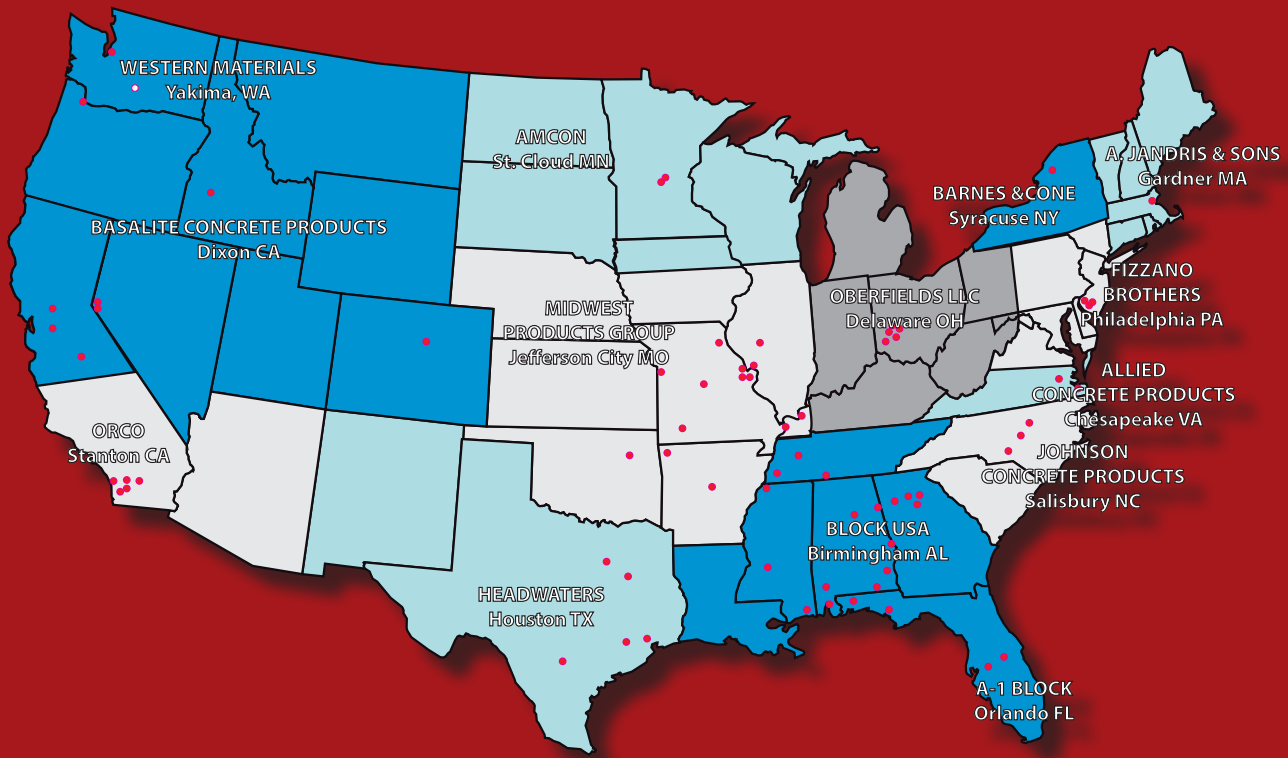 WESTERN MATERIALS
Yakima, WA
AMCON
St. Cloud MN
A. JANDRIS & SONS
Gardner MA
BARNES &CONE
Syracuse NY
BASALITE CONCRETE PRODUCTS
Dixon CA
FIZZANO
BROTHERS
Philadelphia PA
OBERFIELDS LLC
Delaware OH
MIDWEST
PRODUCTS GROUP
Jefferson City MO
ALLIED
CONCRETE PRODUCTS
Chesapeake VA
ORCO
Stanton CA
JOHNSON
CONCRETE PRODUCTS
Salisbury NC
BLOCK USA
Birmingham AL
HEADWATERS
Houston TX
A-1 BLOCK
Orlando FL